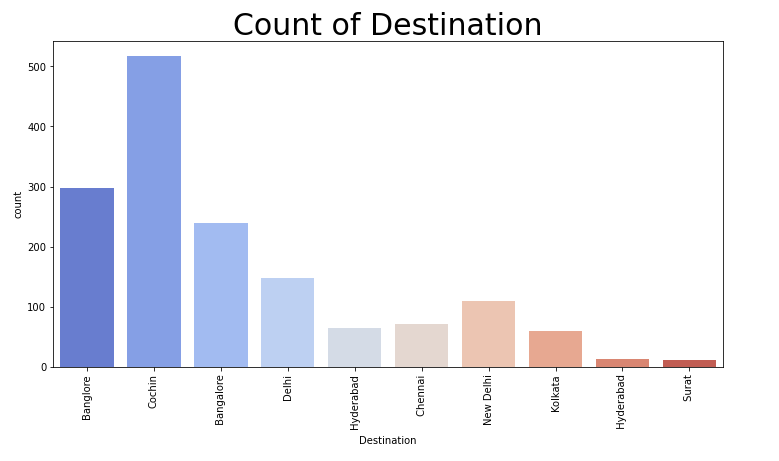 Count of Destination
count
500
400
300
200
100
0
Banglore
Cochin
Bangalore
Delhi
Hyderabad
Chennai
New Delhi
Kolkata
Hyderabad
Surat
Destination